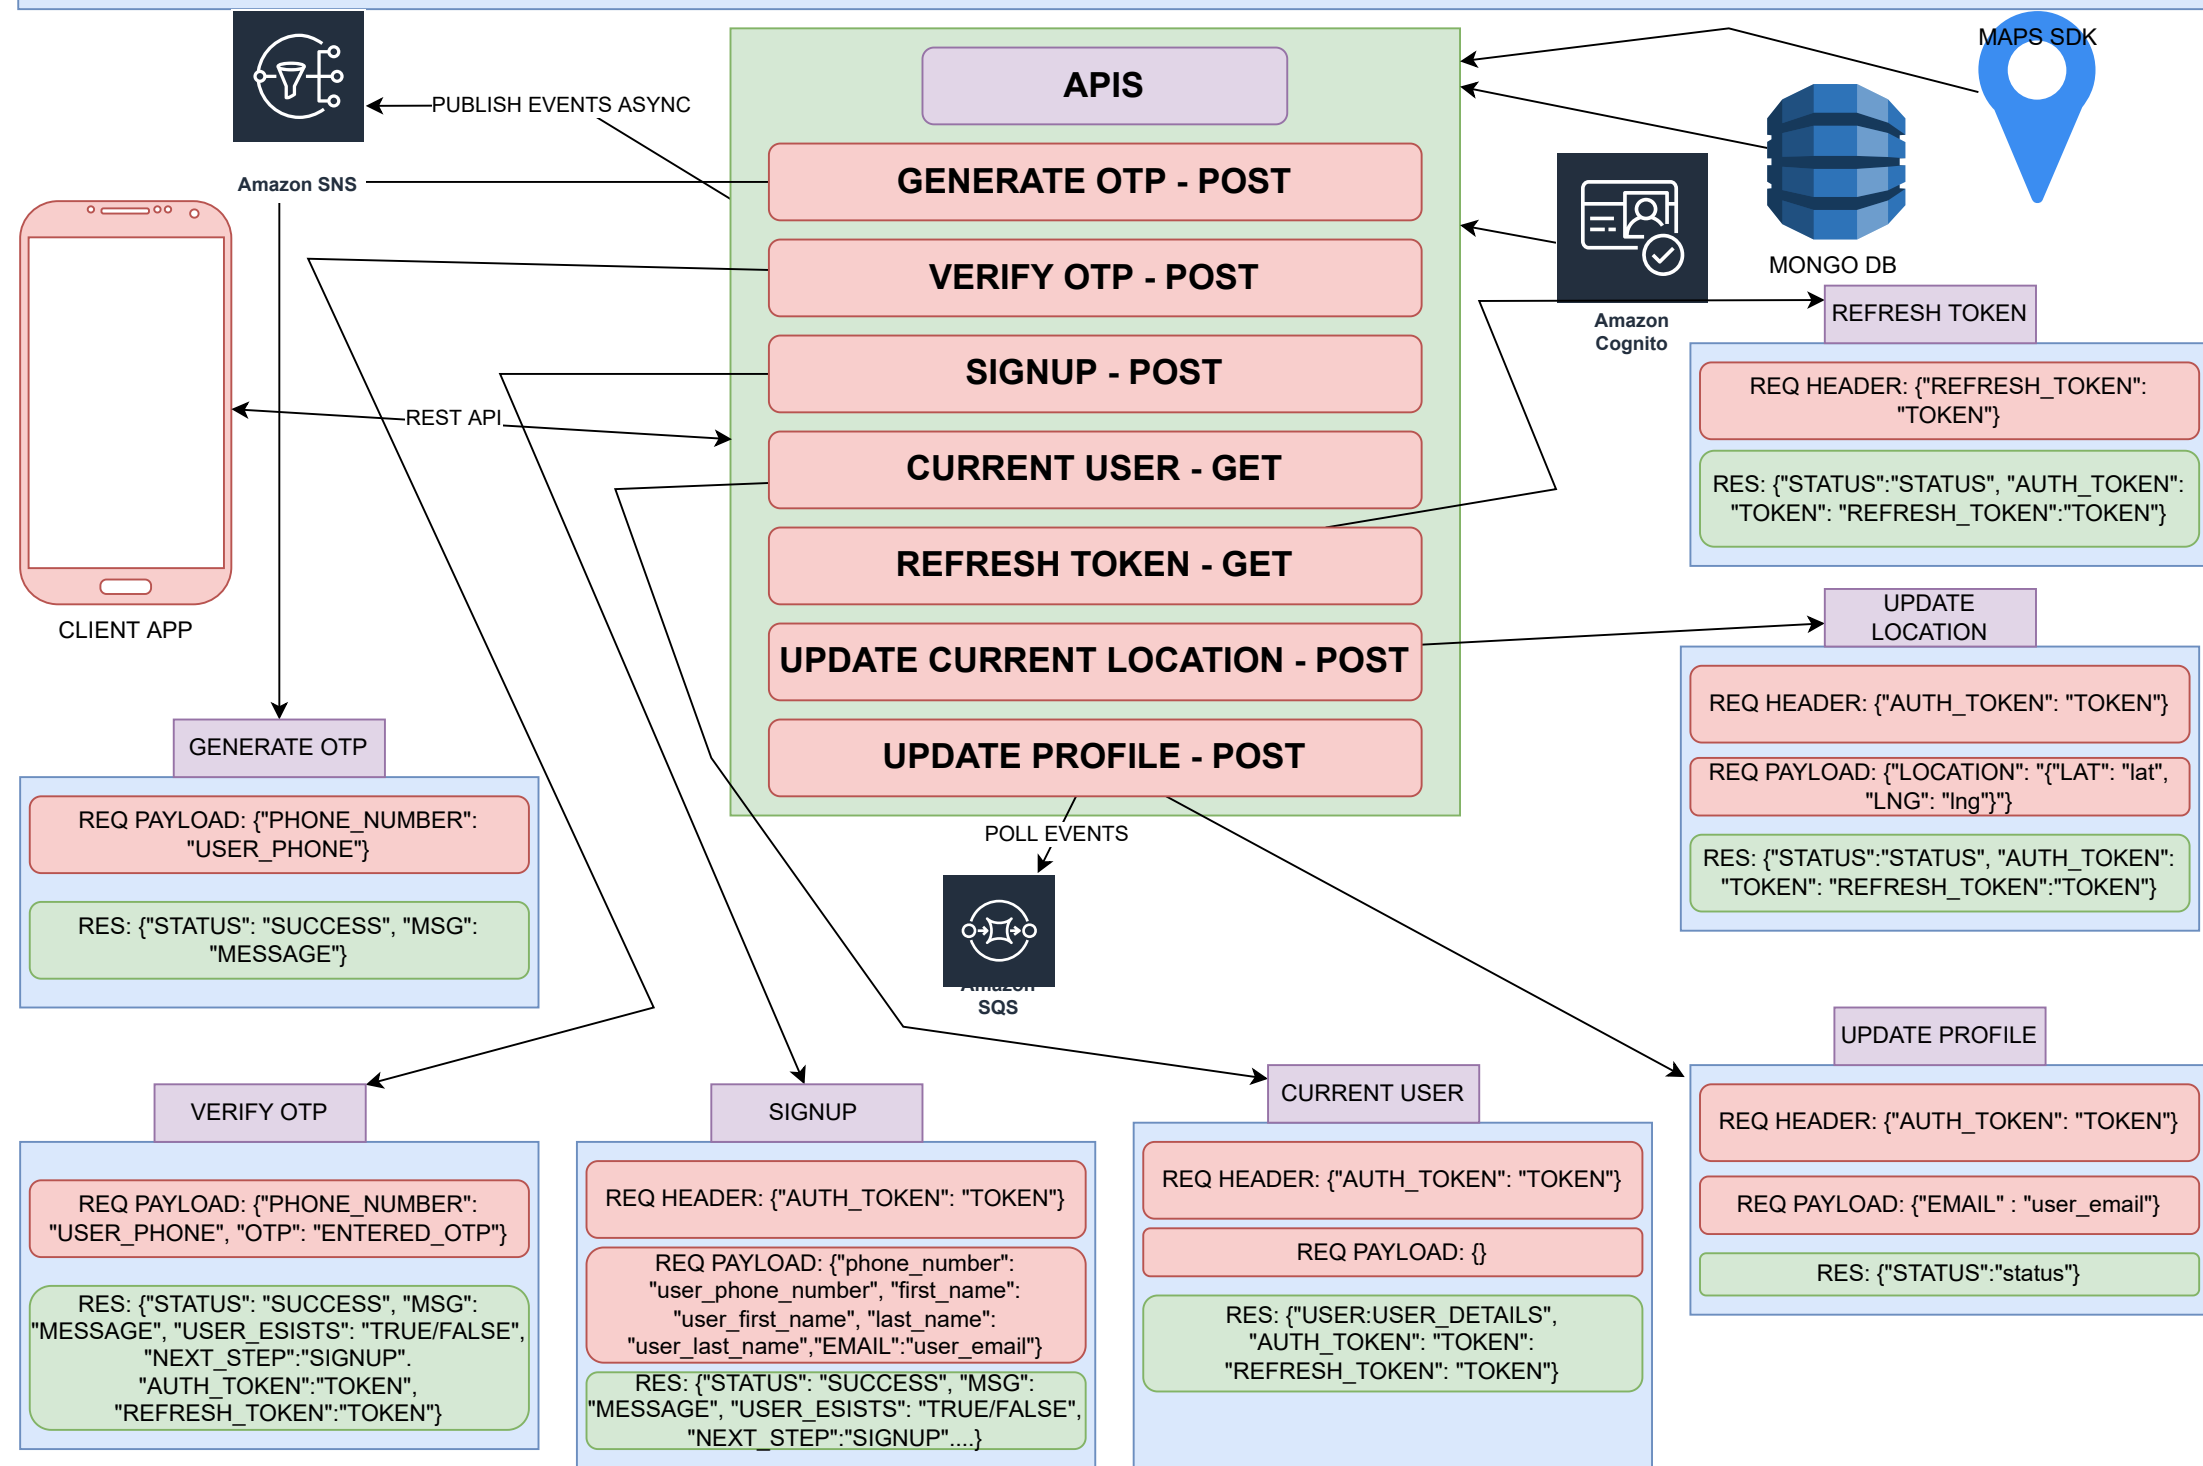 MAPS SDK
APIS
PUBLISH EVENTS ASYNC
GENERATE OTP - POST
Amazon SNS
VERIFY OTP - POST
MONGO DB
Amazon
Cognito
REFRESH TOKEN
SIGNUP - POST
REQ HEADER: {"REFRESH_TOKEN":
"TOKEN"}
REST API
CURRENT USER - GET
RES: {"STATUS":"STATUS", "AUTH_TOKEN":
"TOKEN": "REFRESH_TOKEN":"TOKEN"}
REFRESH TOKEN - GET
CLIENT APP
UPDATE
LOCATION
UPDATE CURRENT LOCATION - POST
REQ HEADER: {"AUTH_TOKEN": "TOKEN"}
REQ PAYLOAD: {"LOCATION": "{"LAT": "lat",
"LNG": "lng"}"}
RES: {"STATUS":"STATUS", "AUTH_TOKEN":
"TOKEN": "REFRESH_TOKEN":"TOKEN"}
UPDATE PROFILE - POST
POLL EVENTS
Amazon
SQS
GENERATE OTP
REQ PAYLOAD: {"PHONE_NUMBER":
"USER_PHONE"}
RES: {"STATUS": "SUCCESS", "MSG":
"MESSAGE"}
VERIFY OTP
REQ PAYLOAD: {"PHONE_NUMBER":
"USER_PHONE", "OTP": "ENTERED_OTP"}
RES: {"STATUS": "SUCCESS", "MSG":
"MESSAGE", "USER_ESISTS": "TRUE/FALSE",
"NEXT_STEP":"SIGNUP".
"AUTH_TOKEN":"TOKEN",
"REFRESH_TOKEN":"TOKEN"}
SIGNUP
REQ HEADER: {"AUTH_TOKEN": "TOKEN"}
REQ PAYLOAD: {"phone_number":
"user_phone_number", "first_name":
"user_first_name", "last_name":
"user_last_name","EMAIL":"user_email"}
RES: {"STATUS": "SUCCESS", "MSG":
"MESSAGE", "USER_ESISTS": "TRUE/FALSE",
"NEXT_STEP":"SIGNUP"....}
CURRENT USER
REQ HEADER: {"AUTH_TOKEN": "TOKEN"}
REQ PAYLOAD: {}
RES: {"USER:USER_DETAILS",
"AUTH_TOKEN": "TOKEN":
"REFRESH_TOKEN": "TOKEN"}
UPDATE PROFILE
REQ HEADER: {"AUTH_TOKEN": "TOKEN"}
REQ PAYLOAD: {"EMAIL" : "user_email"}
RES: {"STATUS":"status"}